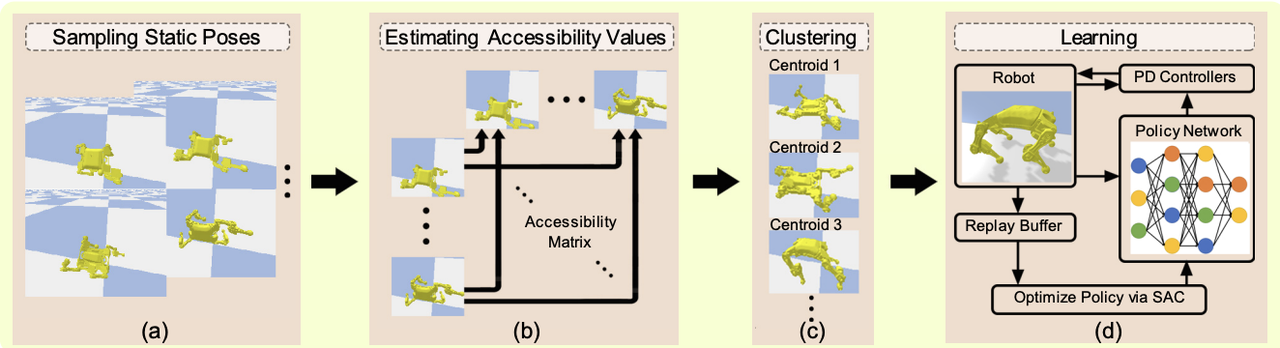 Sampling Static Poses
(a)
Estimating Accessibility Values
Accessibility
Matrix
(b)
Clustering
Centroid 1
Centroid 2
Centroid 3
(c)
Learning
Robot
PD Controllers
Policy Network
Replay Buffer
Optimize Policy via SAC
(d)